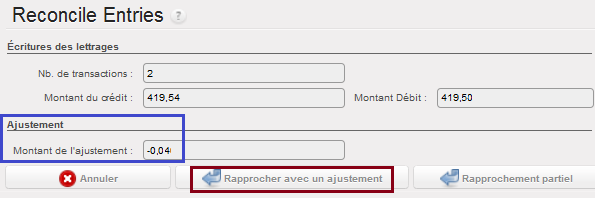 Reconcile Entries ?
Écritures des lettrages
Nb. de transactions : 2
Montant du crédit : 419,54 Montant Débit : 419,50
Ajustement
Montant de l'ajustement : -0,04
Annuler Rapprocher avec un ajustement Rapprochement partiel